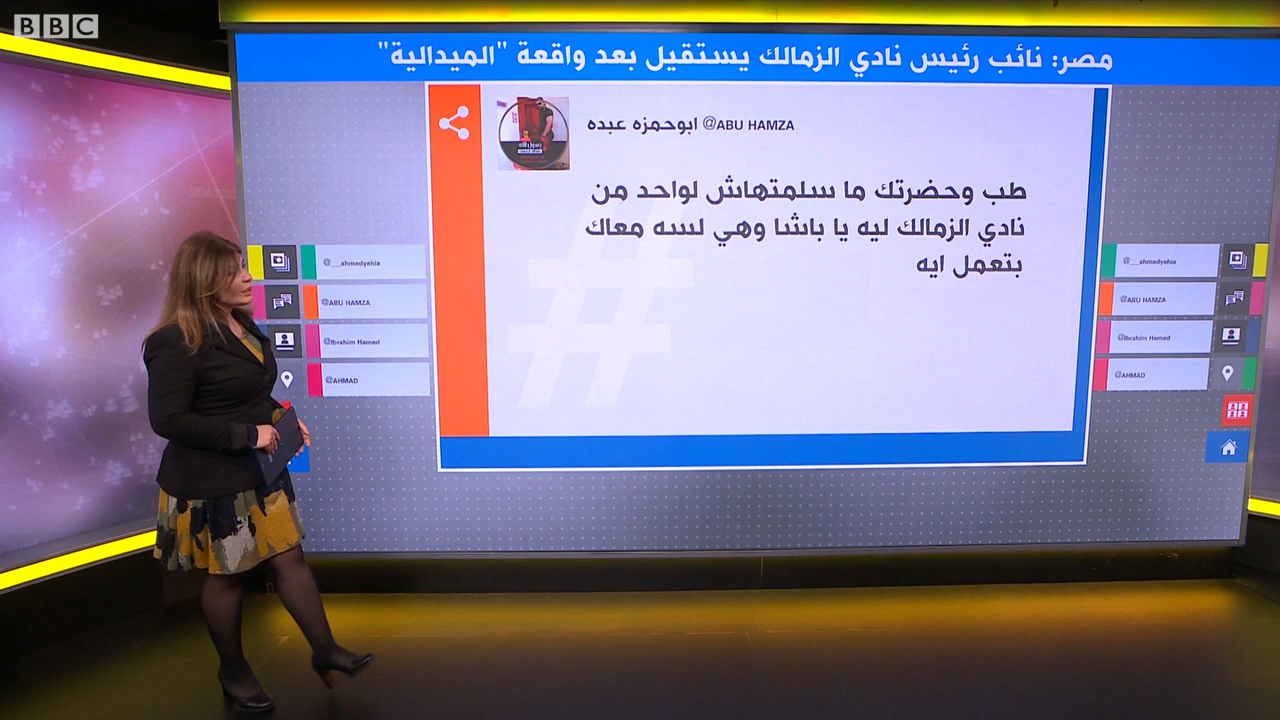 BBC
مصر: نائب رئيس نادي الزمالك يستقيل بعد واقعة "الميدالية"
ابوحمزه عبده @ABU HAMZA
طب وحضرتك ما سلمتهاش لواحد من
نادي الزمالك ليه يا باشا وهي لسه معاك
بتعمل ايه
#
@__ahmedyehia
@ABU HAMZA
@Ibrahim Hamed
@AHMAD
@__ahmedyehia
@ABU HAMZA
@Ibrahim Hamed
@AHMAD